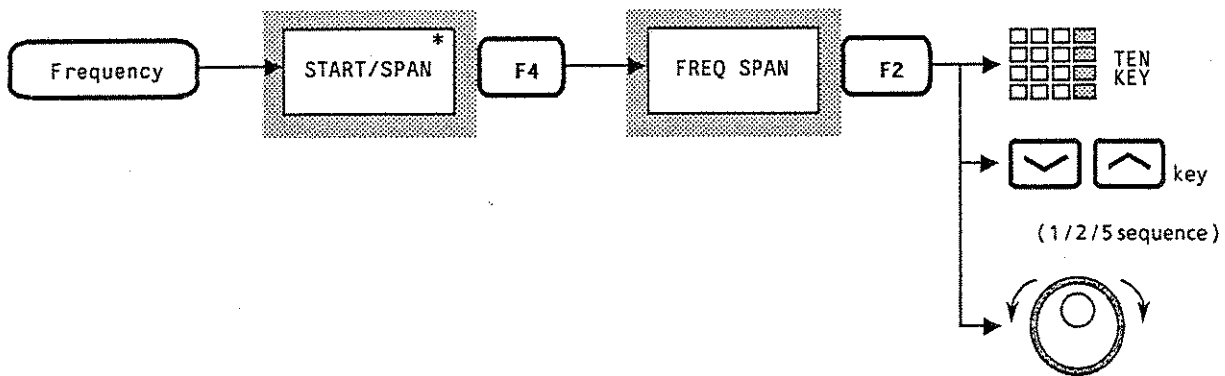 Frequency
START/SPAN *
F4
FREQ SPAN
F2
TEN
KEY
key
(1/2/5 sequence)